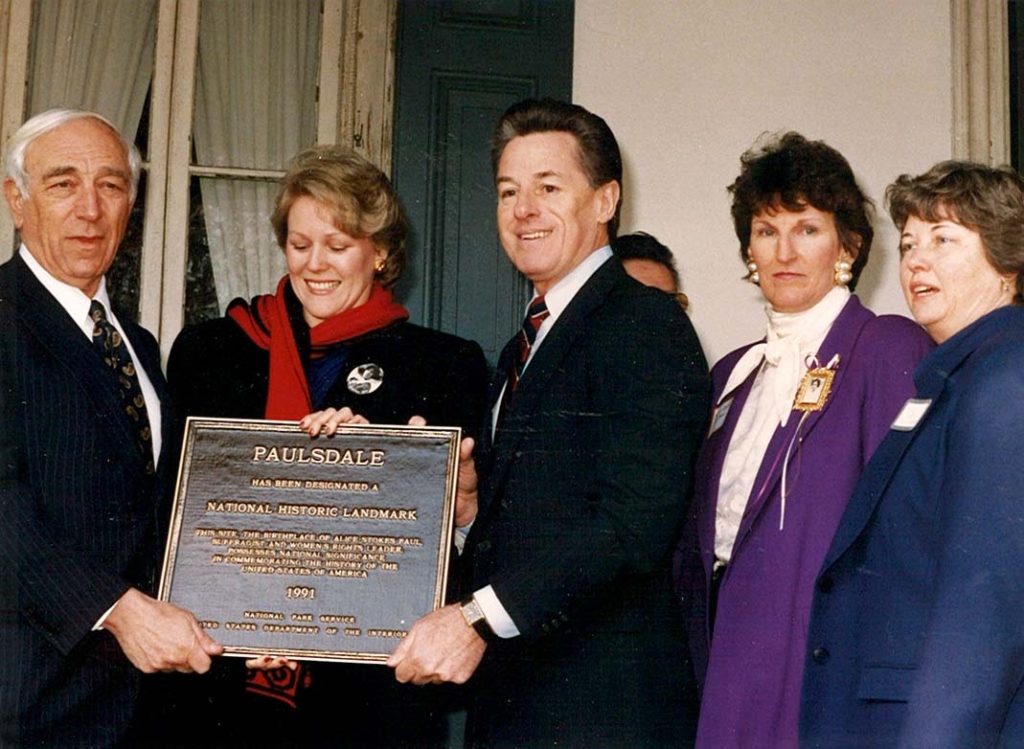 PAULSDALE
HAS BEEN DESIGNATED A
NATIONAL HISTORIC LANDMARK
THIS SITE, THE BIRTHPLACE OF ALICE STOKES PAUL,
SUFFRAGIST AND WOMEN'S RIGHTS LEADER,
POSSESSES NATIONAL SIGNIFICANCE
IN COMMEMORATING THE HISTORY OF THE
UNITED STATES OF AMERICA
1991
NATIONAL PARK SERVICE
STATES DEPARTMENT OF THE INTERIOR